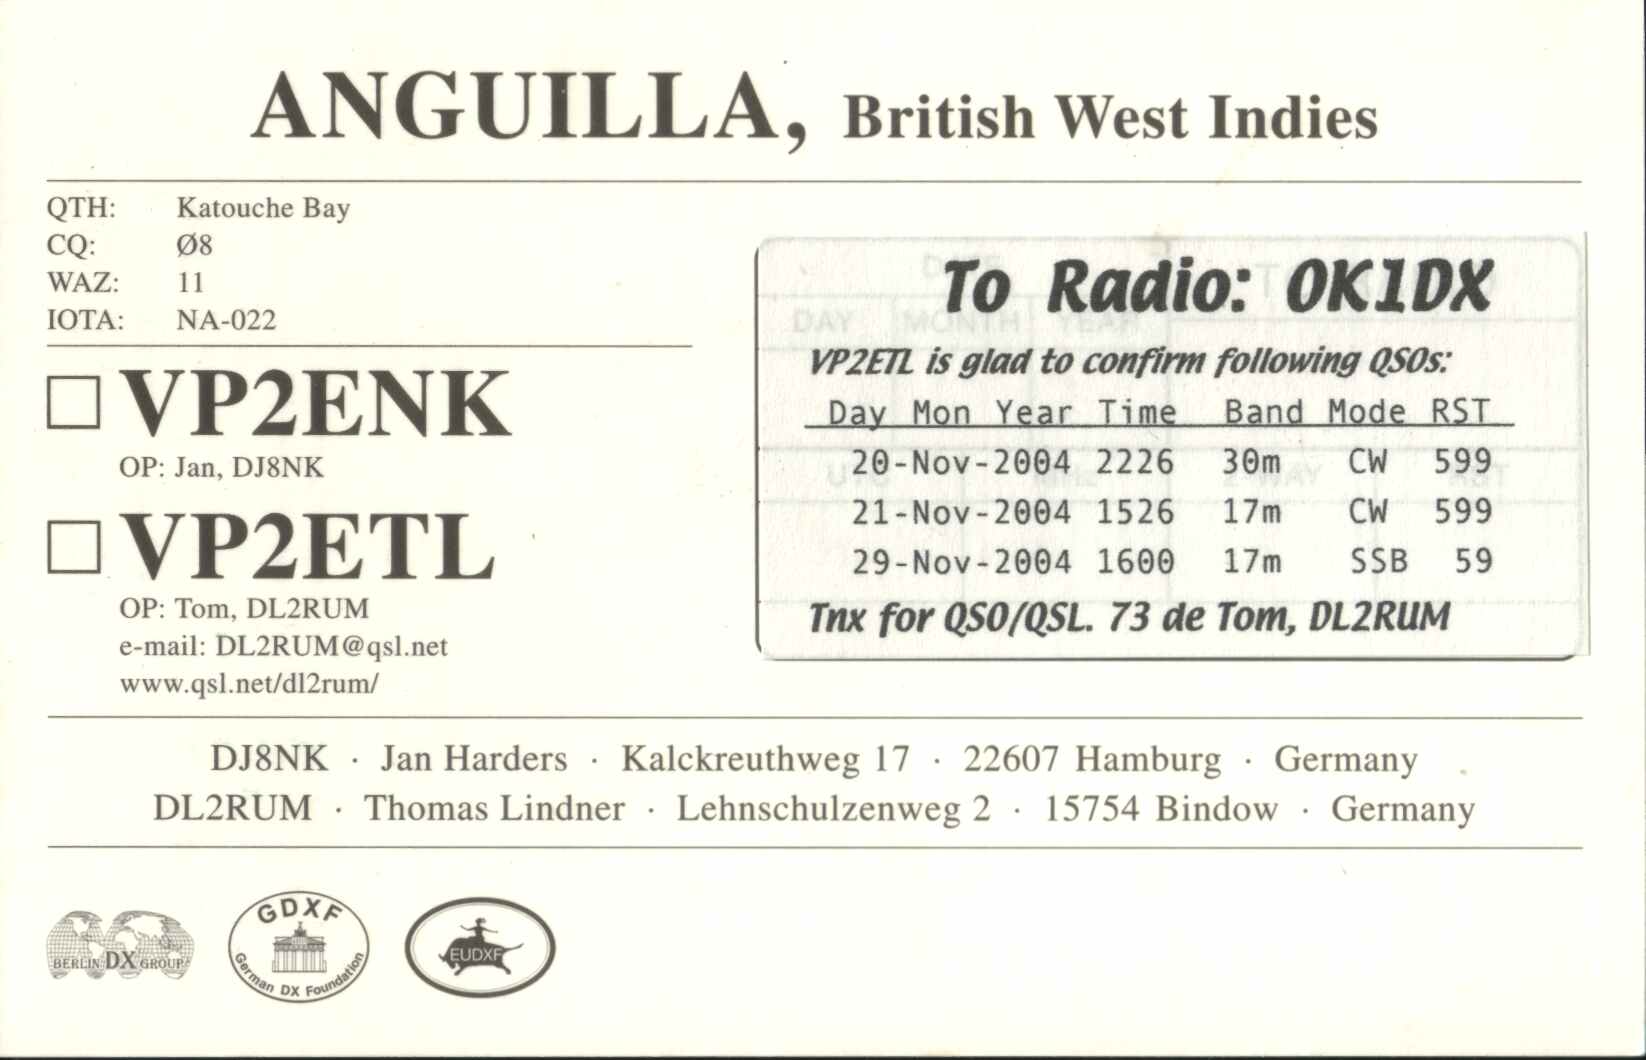 ANGUILLA, British West Indies
QTH: Katouche Bay
CQ: Ø8
WAZ: 11
IOTA: NA-022
VP2ENK
OP: Jan, DJ8NK
VP2ETL
OP: Tom, DL2RUM
e-mail: DL2RUM@qsl.net
www.qsl.net/dl2rum/
To Radio: OK1DX
VP2ETL is glad to confirm following QSOs:
Day Mon Year Time Band Mode RST
20-Nov-2004 2226 30m CW 599
21-Nov-2004 1526 17m CW 599
29-Nov-2004 1600 17m SSB 59
Tnx for QSO/QSL. 73 de Tom, DL2RUM
DATE
DAY MONTH YEAR
DJ8NK · Jan Harders · Kalckreuthweg 17 · 22607 Hamburg · Germany
DL2RUM · Thomas Lindner · Lehnschulzenweg 2 · 15754 Bindow · Germany
BERLIN DX GROUP
GDXF
German DX Foundation
EUDXF